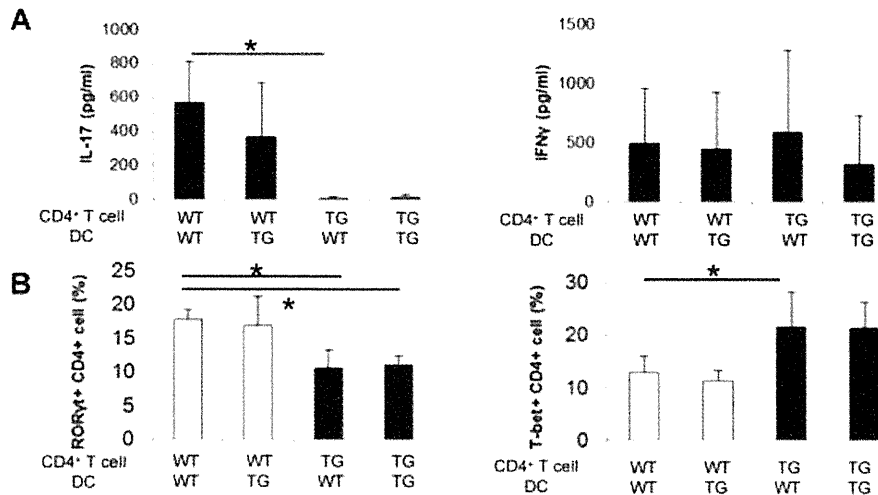 A
IL-17 (pg/ml)
1000
800
600
400
200
0
*
CD4+ T cell WT WT TG TG
DC WT TG WT TG
IFNγ (pg/ml)
1500
1000
500
0
WT WT TG TG
WT TG WT TG
B
RORγt+ CD4+ cell (%)
25
20
15
10
5
0
*
*
CD4+ T cell WT WT TG TG
DC WT TG WT TG
T-bet+ CD4+ cell (%)
30
20
10
0
*
CD4+ T cell WT WT TG TG
DC WT TG WT TG